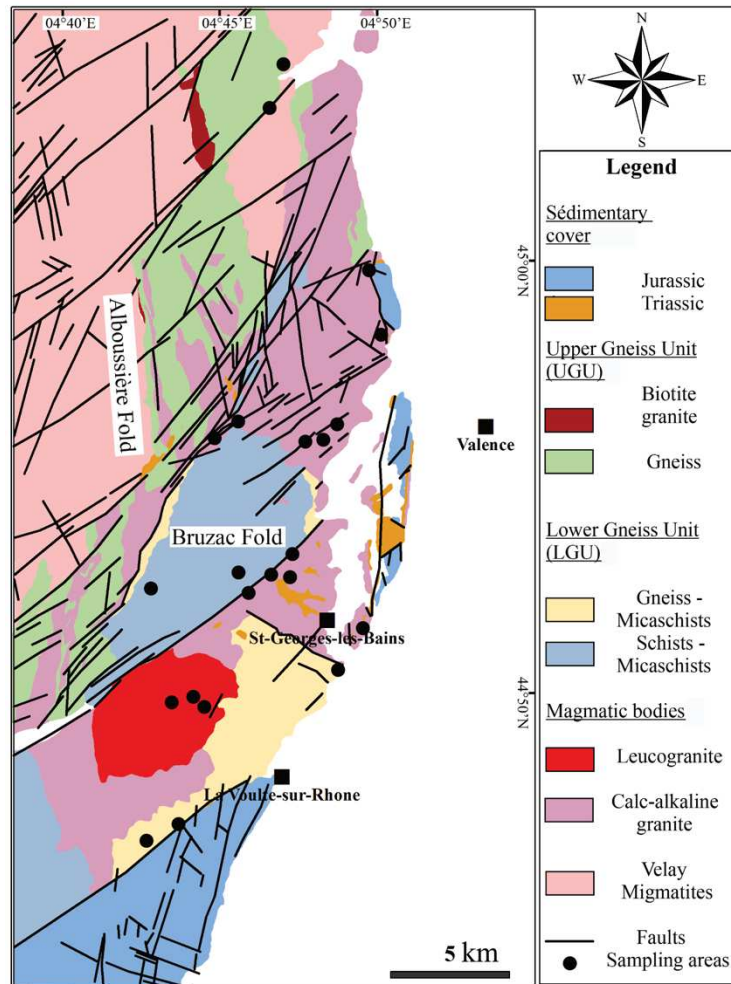 04°40'E
04°45'E
04°50'E
N
W
E
S
45°00'N
44°50'N
Alboussière Fold
Bruzac Fold
Valence
St-Georges-les-Bains
La Voulte-sur-Rhone
5 km
Legend
Sédimentary
cover
Jurassic
Triassic
Upper Gneiss Unit
(UGU)
Biotite
granite
Gneiss
Lower Gneiss Unit
(LGU)
Gneiss -
Micaschists
Schists -
Micaschists
Magmatic bodies
Leucogranite
Calc-alkaline
granite
Velay
Migmatites
Faults
Sampling areas